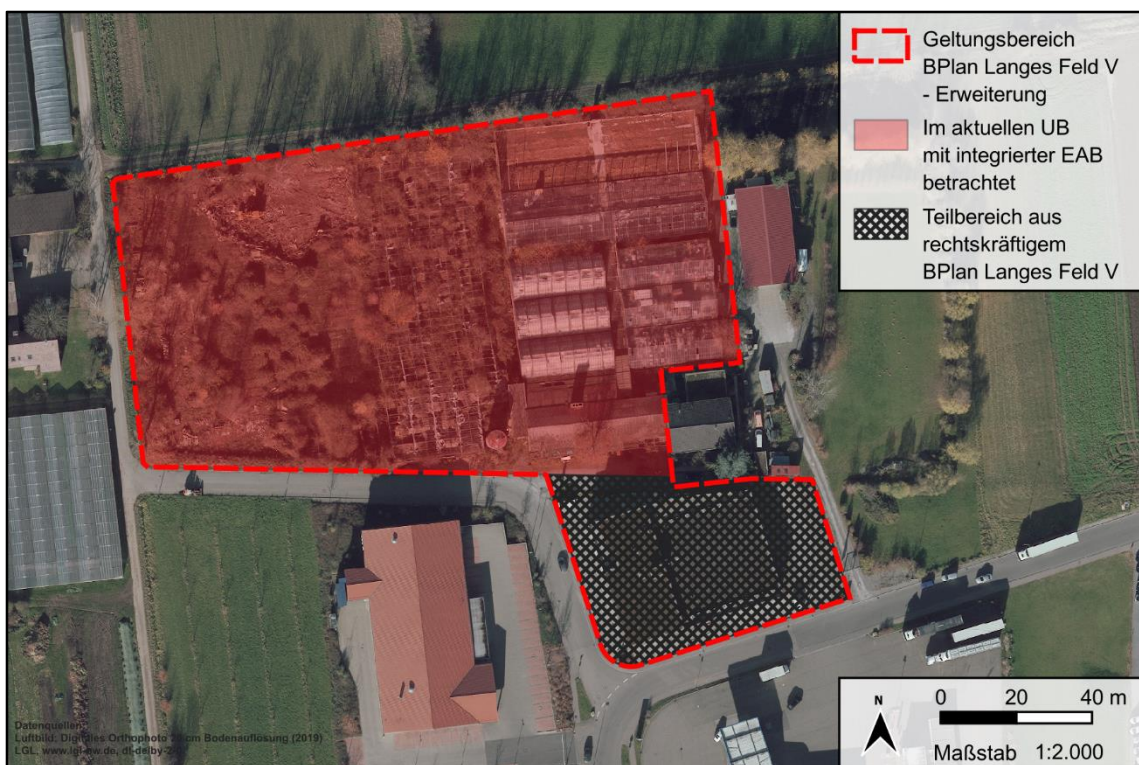 Geltungsbereich
BPlan Langes Feld V
- Erweiterung
Im aktuellen UB
mit integrierter EAB
betrachtet
Teilbereich aus
rechtskräftigem
BPlan Langes Feld V
N
0 20 40 m
Maßstab 1:2.000
Datenquellen:
Luftbild: Digitales Orthophoto cm Bodenauflösung (2019)
LGL, www.lgl-bw.de,